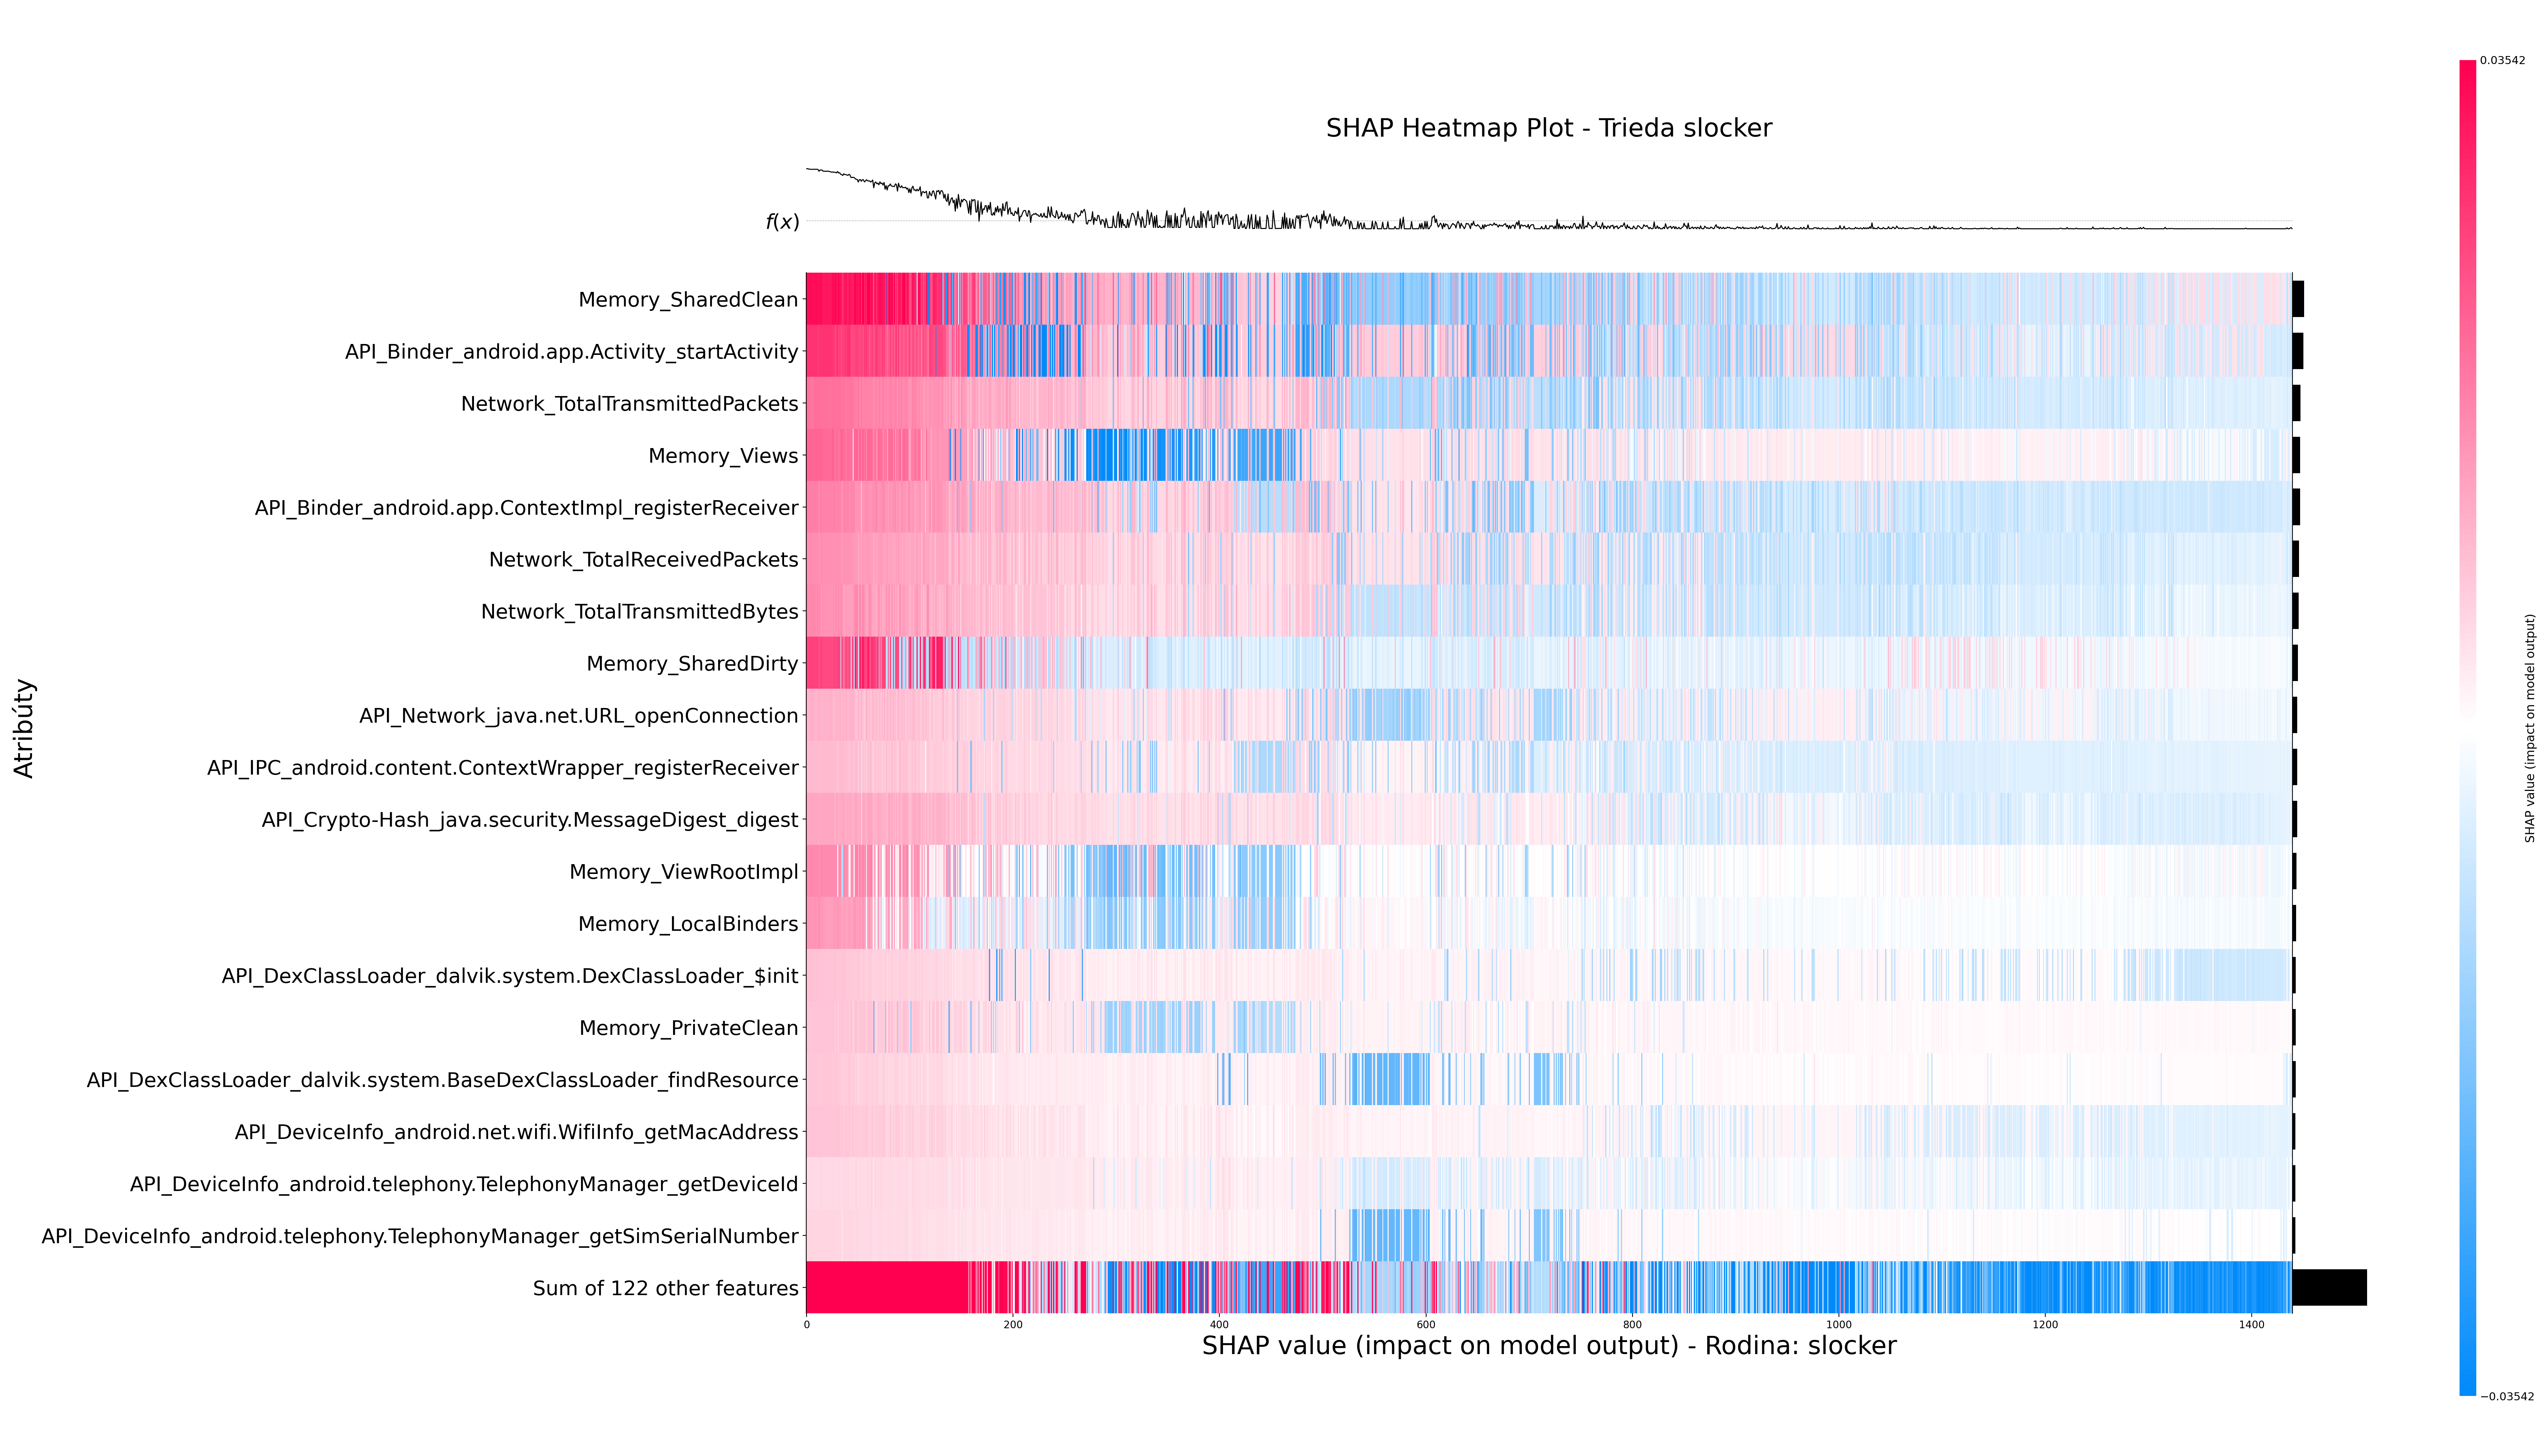 SHAP Heatmap Plot - Trieda slocker
f(x)
Memory_SharedClean
API_Binder_android.app.Activity_startActivity
Network_TotalTransmittedPackets
Memory_Views
API_Binder_android.app.ContextImpl_registerReceiver
Network_TotalReceivedPackets
Network_TotalTransmittedBytes
Memory_SharedDirty
API_Network_java.net.URL_openConnection
API_IPC_android.content.ContextWrapper_registerReceiver
API_Crypto-Hash_java.security.MessageDigest_digest
Memory_ViewRootImpl
Memory_LocalBinders
API_DexClassLoader_dalvik.system.DexClassLoader_$init
Memory_PrivateClean
API_DexClassLoader_dalvik.system.BaseDexClassLoader_findResource
API_DeviceInfo_android.net.wifi.WifiInfo_getMacAddress
API_DeviceInfo_android.telephony.TelephonyManager_getDeviceId
API_DeviceInfo_android.telephony.TelephonyManager_getSimSerialNumber
Sum of 122 other features
Atribúty
0 200 400 600 800 1000 1200 1400
SHAP value (impact on model output) - Rodina: slocker
0.03542
SHAP value (impact on model output)
−0.03542